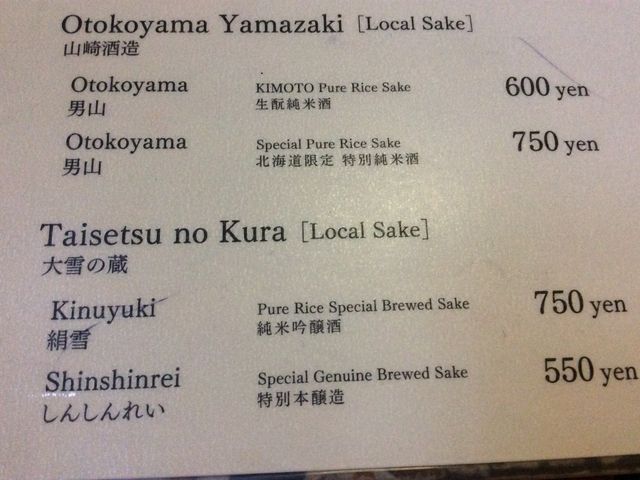 Otokoyama Yamazaki [Local Sake]
山崎酒造
Otokoyama KIMOTO Pure Rice Sake 600 yen
男山 生酛純米酒
Otokoyama Special Pure Rice Sake 750 yen
男山 北海道限定 特別純米酒
Taisetsu no Kura [Local Sake]
大雪の蔵
Kinuyuki Pure Rice Special Brewed Sake 750 yen
絹雪 純米吟醸酒
Shinshinrei Special Genuine Brewed Sake 550 yen
しんしんれい 特別本醸造